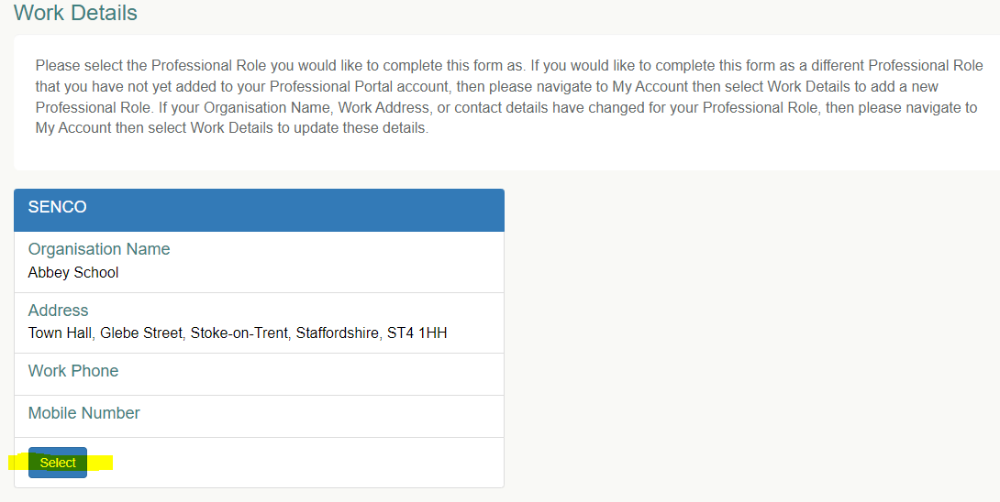 Work Details
Please select the Professional Role you would like to complete this form as. If you would like to complete this form as a different Professional Role
that you have not yet added to your Professional Portal account, then please navigate to My Account then select Work Details to add a new
Professional Role. If your Organisation Name, Work Address, or contact details have changed for your Professional Role, then please navigate to
My Account then select Work Details to update these details.
SENCO
Organisation Name
Abbey School
Address
Town Hall, Glebe Street, Stoke-on-Trent, Staffordshire, ST4 1HH
Work Phone
Mobile Number
Select